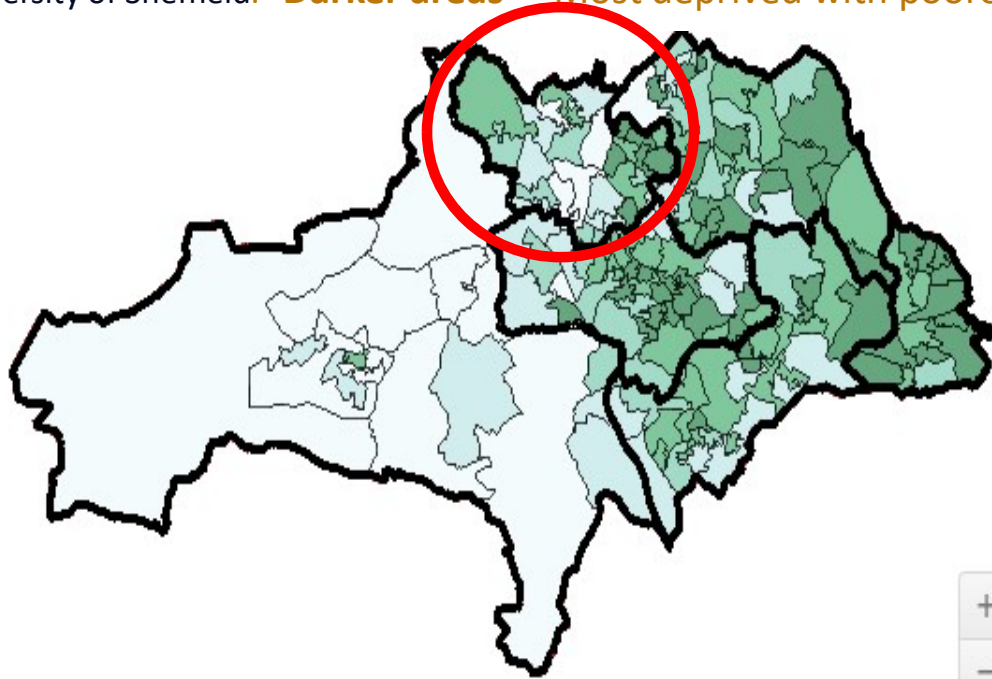 ersity of Sheffield. Darker areas – Most deprived with poore
+
−